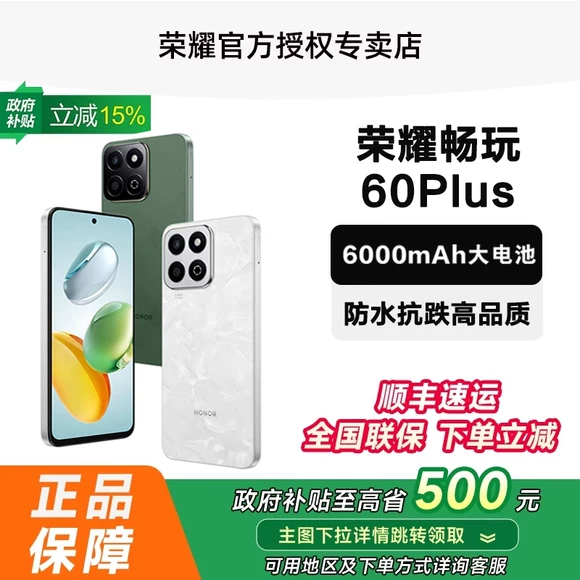 荣耀官方授权专卖店
政府
补贴
立减15%
荣耀畅玩
60Plus
6000mAh大电池
防水抗跌高品质
HONOR
HONOR
顺丰速运
全国联保 下单立减
正品
保障
政府补贴至高省500元
主图下拉详情跳转领取
可用地区及下单方式详询客服